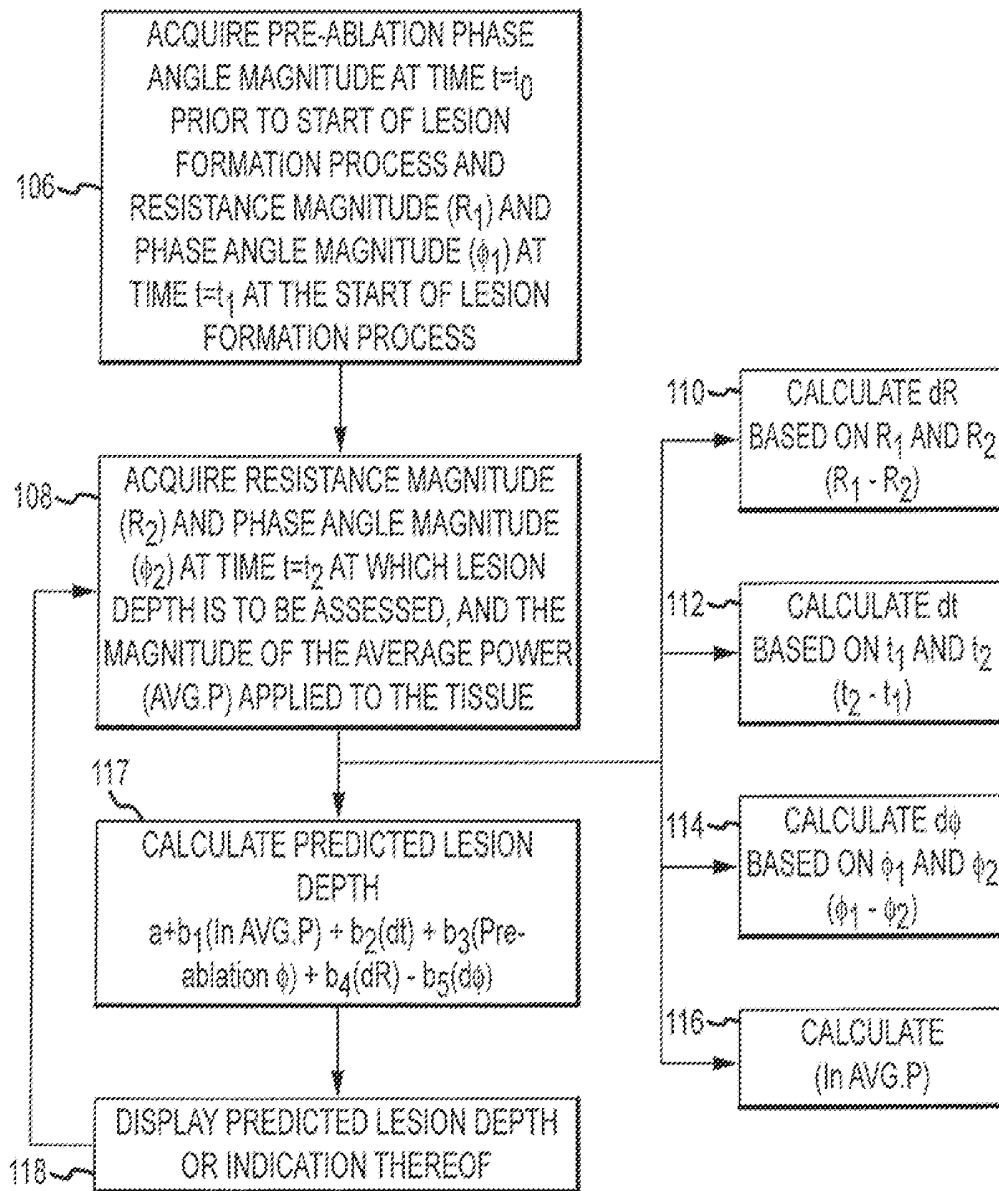 106
ACQUIRE PRE-ABLATION PHASE
ANGLE MAGNITUDE AT TIME t=t0
PRIOR TO START OF LESION
FORMATION PROCESS AND
RESISTANCE MAGNITUDE (R1) AND
PHASE ANGLE MAGNITUDE (ϕ1) AT
TIME t=t1 AT THE START OF LESION
FORMATION PROCESS
108
ACQUIRE RESISTANCE MAGNITUDE
(R2) AND PHASE ANGLE MAGNITUDE
(ϕ2) AT TIME t=t2 AT WHICH LESION
DEPTH IS TO BE ASSESSED, AND THE
MAGNITUDE OF THE AVERAGE POWER
(AVG.P) APPLIED TO THE TISSUE
110
CALCULATE dR
BASED ON R1 AND R2
(R1 - R2)
112
CALCULATE dt
BASED ON t1 AND t2
(t2 - t1)
114
CALCULATE dϕ
BASED ON ϕ1 AND ϕ2
(ϕ1 - ϕ2)
116
CALCULATE
(ln AVG.P)
117
CALCULATE PREDICTED LESION
DEPTH
a+b1(ln AVG.P) + b2(dt) + b3(Pre-
ablation ϕ) + b4(dR) - b5(dϕ)
118
DISPLAY PREDICTED LESION DEPTH
OR INDICATION THEREOF